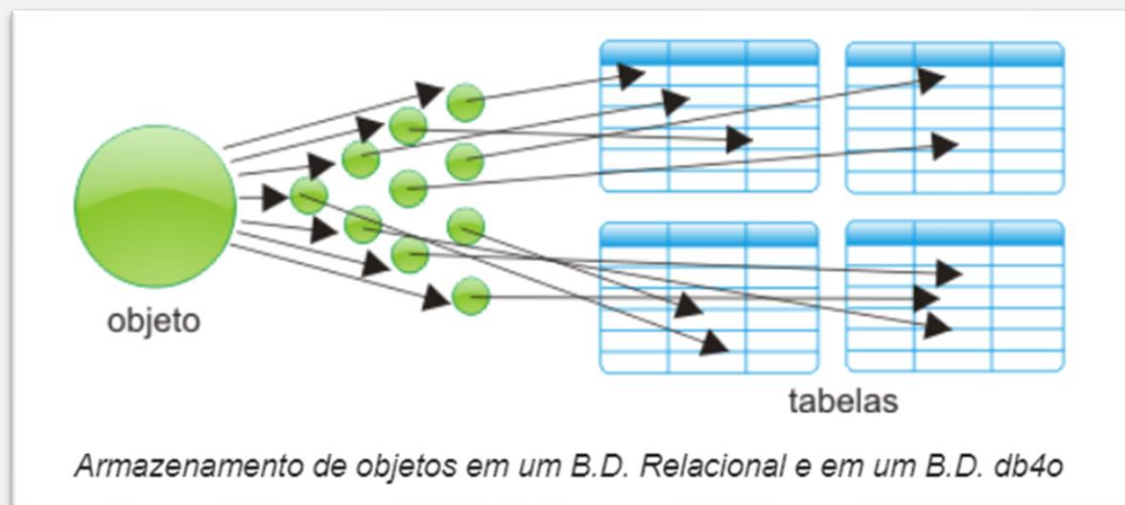 objeto
tabelas
Armazenamento de objetos em um B.D. Relacional e em um B.D. db4o